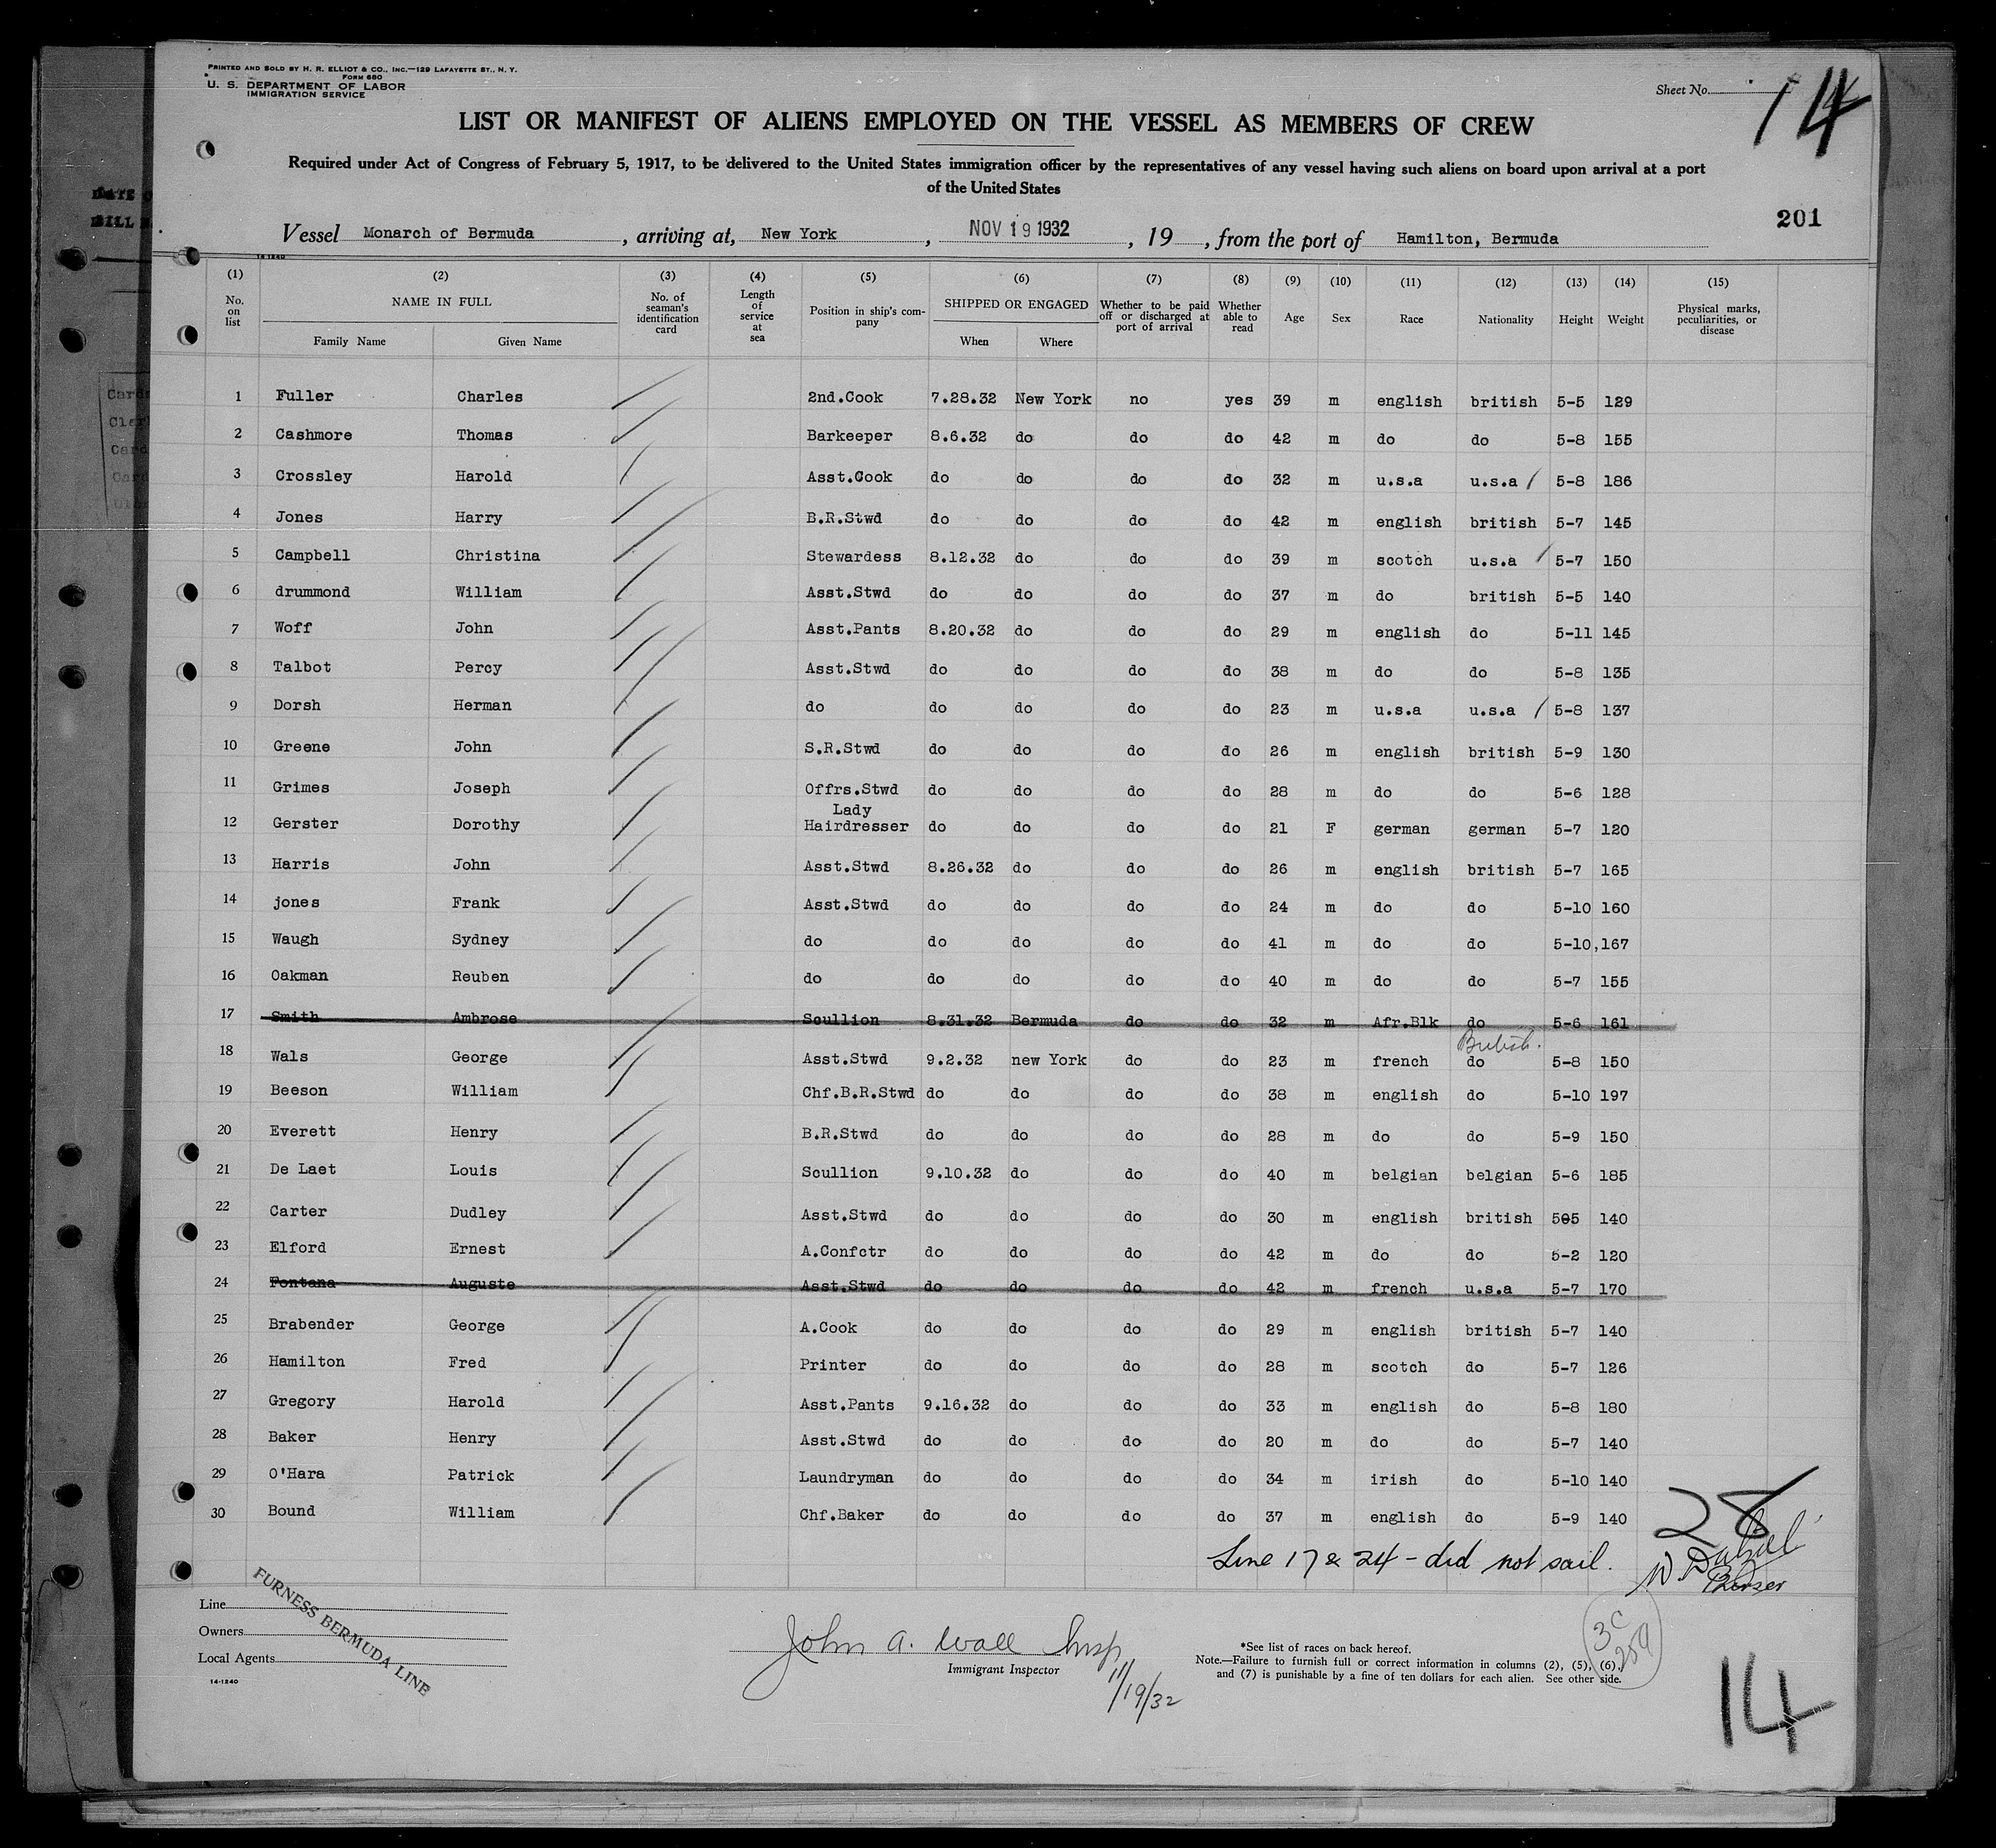 PRINTED AND SOLD BY H. R. ELLIOT & CO., INC.—129 LAFAYETTE ST., N. Y.
FORM 680
U. S. DEPARTMENT OF LABOR
IMMIGRATION SERVICE
Sheet No. 14
LIST OR MANIFEST OF ALIENS EMPLOYED ON THE VESSEL AS MEMBERS OF CREW
Required under Act of Congress of February 5, 1917, to be delivered to the United States immigration officer by the representatives of any vessel having such aliens on board upon arrival at a port
of the United States
201
Vessel Monarch of Bermuda, arriving at, New York, NOV 19 1932, 19, from the port of Hamilton, Bermuda
14 1240
(1) (2) (3) (4) (5) (6) (7) (8) (9) (10) (11) (12) (13) (14) (15)
No. on list NAME IN FULL Family Name Given Name No. of seaman's identification card Length of service at sea Position in ship's company SHIPPED OR ENGAGED When Where Whether to be paid off or discharged at port of arrival Whether able to read Age Sex Race Nationality Height Weight Physical marks, peculiarities, or disease
1 Fuller Charles 2nd.Cook 7.28.32 New York no yes 39 m english british 5-5 129
2 Cashmore Thomas Barkeeper 8.6.32 do do do 42 m do do 5-8 155
3 Crossley Harold Asst.Cook do do do do 32 m u.s.a u.s.a 5-8 186
4 Jones Harry B.R.Stwd do do do do 42 m english british 5-7 145
5 Campbell Christina Stewardess 8.12.32 do do do 39 m scotch u.s.a 5-7 150
6 drummond William Asst.Stwd do do do do 37 m do british 5-5 140
7 Woff John Asst.Pants 8.20.32 do do do 29 m english do 5-11 145
8 Talbot Percy Asst.Stwd do do do do 38 m do do 5-8 135
9 Dorsh Herman do do do do do 23 m u.s.a u.s.a 5-8 137
10 Greene John S.R.Stwd do do do do 26 m english british 5-9 130
11 Grimes Joseph Offrs.Stwd do do do do 28 m do do 5-6 128
12 Gerster Dorothy Lady Hairdresser do do do do 21 F german german 5-7 120
13 Harris John Asst.Stwd 8.26.32 do do do 26 m english british 5-7 165
14 jones Frank Asst.Stwd do do do do 24 m do do 5-10 160
15 Waugh Sydney do do do do do 41 m do do 5-10,167
16 Oakman Reuben do do do do do 40 m do do 5-7 155
17 Smith Ambrose Scullion 8.31.32 Bermuda do do 32 m Afr.Blk do 5-6 161
British.
18 Wals George Asst.Stwd 9.2.32 new York do do 23 m french do 5-8 150
19 Beeson William Chf.B.R.Stwd do do do do 38 m english do 5-10 197
20 Everett Henry B.R.Stwd do do do do 28 m do do 5-9 150
21 De Laet Louis Scullion 9.10.32 do do do 40 m belgian belgian 5-6 185
22 Carter Dudley Asst.Stwd do do do do 30 m english british 505 140
23 Elford Ernest A.Confctr do do do do 42 m do do 5-2 120
24 Fontana Auguste Asst.Stwd do do do do 42 m french u.s.a 5-7 170
25 Brabender George A.Cook do do do do 29 m english british 5-7 140
26 Hamilton Fred Printer do do do do 28 m scotch do 5-7 126
27 Gregory Harold Asst.Pants 9.16.32 do do do 33 m english do 5-8 180
28 Baker Henry Asst.Stwd do do do do 20 m do do 5-7 140
29 O'Hara Patrick Laundryman do do do do 34 m irish do 5-10 140
30 Bound William Chf.Baker do do do do 37 m english do 5-9 140
28
Line 17 & 24 - did not sail.
Purser
Line
Owners
Local Agents
FURNESS BERMUDA LINE
14-1240
John A. Wall Insp
Immigrant Inspector
11/19/32
*See list of races on back hereof.
Note.—Failure to furnish full or correct information in columns (2), (5), (6),
and (7) is punishable by a fine of ten dollars for each alien. See other side.
14